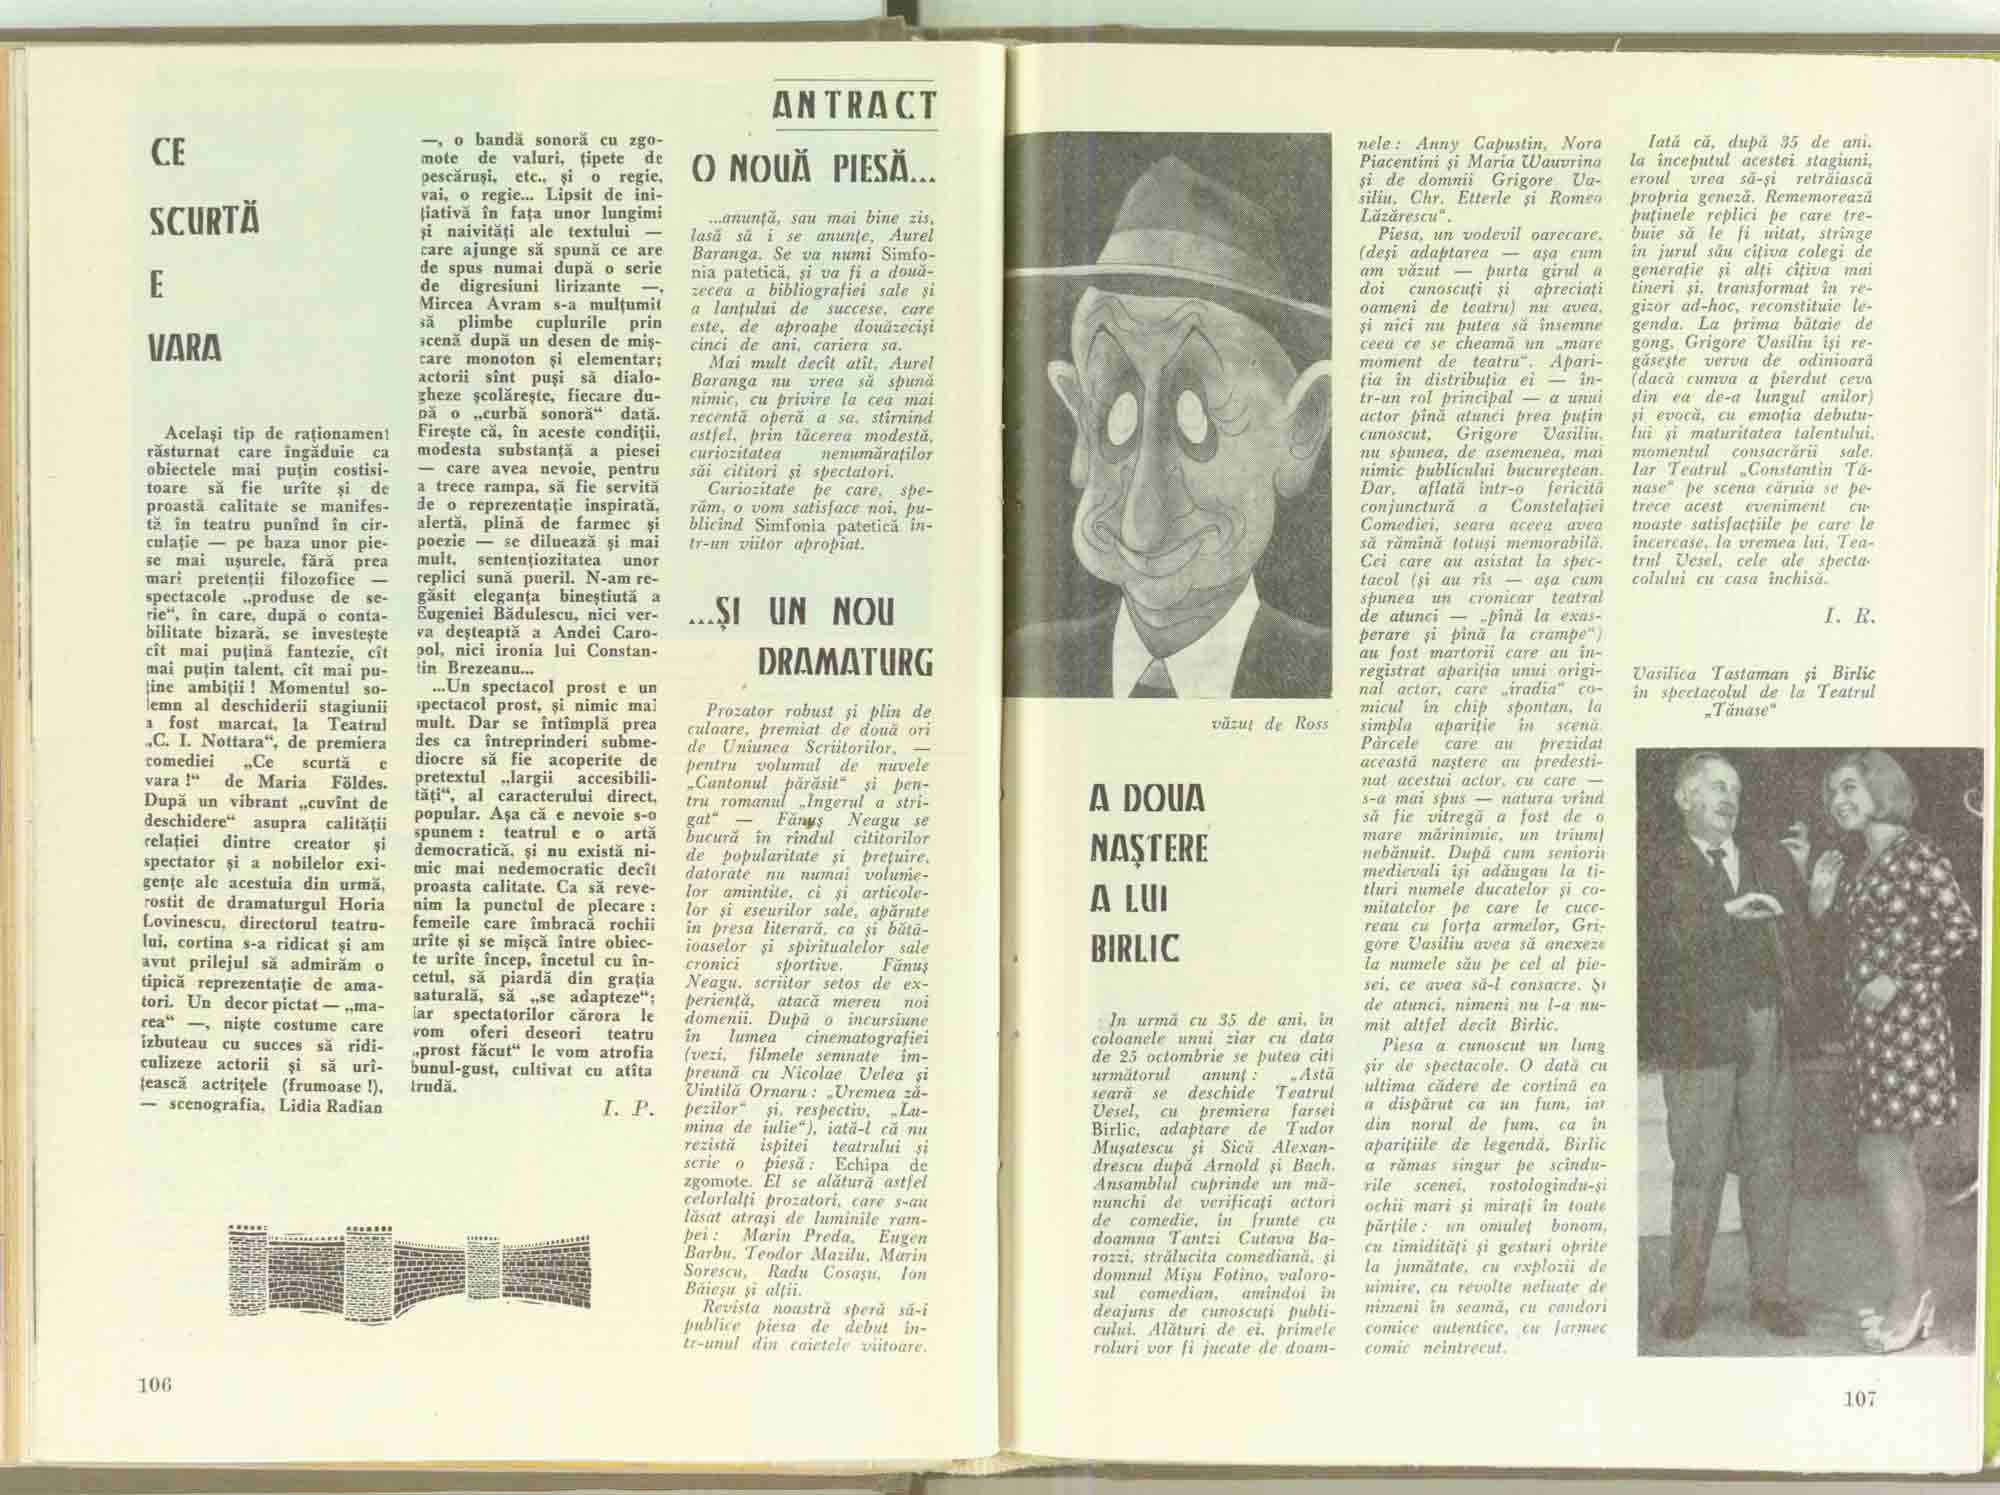 ANTRACT
CE
SCURTĂ
E
VARA
Același tip de raționament
răsturnat care îngăduie ca
obiectele mai puțin costisi-
toare să fie urîte și de
proastă calitate se manifes-
tă în teatru punînd în cir-
culație — pe baza unor pie-
se mai ușurele, fără prea
mari pretenții filozofice —
spectacole „produse de se-
rie“, în care, după o conta-
bilitate bizară, se investește
cît mai puțină fantezie, cît
mai puțin talent, cît mai pu-
ține ambiții ! Momentul so-
lemn al deschiderii stagiunii
a fost marcat, la Teatrul
„C. I. Nottara“, de premiera
comediei „Ce scurtă e
vara !“ de Maria Földes.
După un vibrant „cuvînt de
deschidere“ asupra calității
relației dintre creator și
spectator și a nobilelor exi-
gențe ale acestuia din urmă,
rostit de dramaturgul Horia
Lovinescu, directorul teatru-
lui, cortina s-a ridicat și am
avut prilejul să admirăm o
tipică reprezentație de ama-
tori. Un decor pictat — „ma-
rea“ —, niște costume care
izbuteau cu succes să ridi-
culizeze actorii și să urî-
țească actrițele (frumoase !),
— scenografia, Lidia Radian
—, o bandă sonoră cu zgo-
mote de valuri, țipete de
pescăruși, etc., și o regie,
vai, o regie... Lipsit de ini-
țiativă în fața unor lungimi
și naivități ale textului —
care ajunge să spună ce are
de spus numai după o serie
de digresiuni lirizante —,
Mircea Avram s-a mulțumit
să plimbe cuplurile prin
scenă după un desen de miș-
care monoton și elementar;
actorii sînt puși să dialo-
gheze școlărește, fiecare du-
pă o „curbă sonoră“ dată.
Firește că, în aceste condiții,
modesta substanță a piesei
— care avea nevoie, pentru
a trece rampa, să fie servită
de o reprezentație inspirată,
alertă, plină de farmec și
poezie — se diluează și mai
mult, sentențiozitatea unor
replici sună pueril. N-am re-
găsit eleganța bineștiută a
Eugeniei Bădulescu, nici ver-
va deșteaptă a Andei Caro-
pol, nici ironia lui Constan-
tin Brezeanu...
...Un spectacol prost e un
spectacol prost, și nimic mai
mult. Dar se întîmplă prea
des ca întreprinderi subme-
diocre să fie acoperite de
pretextul „largii accesibili-
tăți“, al caracterului direct,
popular. Așa că e nevoie s-o
spunem : teatrul e o artă
democratică, și nu există ni-
mic mai nedemocratic decît
proasta calitate. Ca să reve-
nim la punctul de plecare :
femeile care îmbracă rochii
urîte și se mișcă între obiec-
te urîte încep, încetul cu în-
cetul, să piardă din grația
naturală, să „se adapteze“;
iar spectatorilor cărora le
vom oferi deseori teatru
„prost făcut“ le vom atrofia
bunul-gust, cultivat cu atîta
trudă.
I. P.
O NOUĂ PIESĂ...
...anunță, sau mai bine zis,
lasă să i se anunțe, Aurel
Baranga. Se va numi Simfo-
nia patetică, și va fi a două-
zecea a bibliografiei sale și
a lanțului de succese, care
este, de aproape douăzecișі
cinci de ani, cariera sa.
Mai mult decît atît, Aurel
Baranga nu vrea să spună
nimic, cu privire la cea mai
recentă operă a sa, stîrnind
astfel, prin tăcerea modestă,
curiozitatea nenumăraților
săi cititori și spectatori.
Curiozitate pe care, spe-
răm, o vom satisface noi, pu-
blicînd Simfonia patetică în-
tr-un viitor apropiat.
...ȘI UN NOU
DRAMATURG
Prozator robust și plin de
culoare, premiat de două ori
de Uniunea Scriitorilor, —
pentru volumul de nuvele
„Cantonul părăsit“ și pen-
tru romanul „Îngerul a stri-
gat“ — Fănuș Neagu se
bucură în rîndul cititorilor
de popularitate și prețuire,
datorate nu numai volume-
lor amintite, ci și articole-
lor și eseurilor sale, apărute
în presa literară, ca și bătă-
ioaselor și spiritualelor sale
cronici sportive. Fănuș
Neagu, scriitor setos de ex-
periență, atacă mereu noi
domenii. După o incursiune
în lumea cinematografiei
(vezi, filmele semnate îm-
preună cu Nicolae Velea și
Vintilă Ornaru : „Vremea ză-
pezilor“ și, respectiv, „Lu-
mina de iulie“), iată-l că nu
rezistă ispitei teatrului și
scrie o piesă : Echipa de
zgomote. El se alătură astfel
celorlalți prozatori, care s-au
lăsat atrași de luminile ram-
pei : Marin Preda, Eugen
Barbu, Teodor Mazilu, Marin
Sorescu, Radu Cosașu, Ion
Băieșu și alții.
Revista noastră speră să-i
publice piesa de debut în-
tr-unul din caietele viitoare.
106
văzut de Ross
A DOUA
NAȘTERE
A LUI
BIRLIC
În urmă cu 35 de ani, în
coloanele unui ziar cu data
de 25 octombrie se putea citi
următorul anunț : „Astă
seară se deschide Teatrul
Vesel, cu premiera farsei
Birlic, adaptare de Tudor
Mușatescu și Sică Alexan-
drescu după Arnold și Bach.
Ansamblul cuprinde un mă-
nunchi de verificați actori
de comedie, în frunte cu
doamna Tantzi Cutava Ba-
rozzi, strălucita comediană, și
domnul Mișu Fotino, valoro-
sul comedian, amîndoi în
deajuns de cunoscuți publi-
cului. Alături de ei, primele
roluri vor fi jucate de doam-
nele : Anny Capustin, Nora
Piacentini și Maria Wauvrina
și de domnii Grigore Va-
siliu, Chr. Etterle și Romeo
Lăzărescu“.
Piesa, un vodevil oarecare,
(deși adaptarea — așa cum
am văzut — purta girul a
doi cunoscuți și apreciați
oameni de teatru) nu avea,
și nici nu putea să însemne
ceea ce se cheamă un „mare
moment de teatru“. Apari-
ția în distribuția ei — în-
tr-un rol principal — a unui
actor pînă atunci prea puțin
cunoscut, Grigore Vasiliu,
nu spunea, de asemenea, mai
nimic publicului bucureștean.
Dar, aflată într-o fericită
conjunctură a Constelației
Comediei, seara aceea avea
să rămînă totuși memorabilă.
Cei care au asistat la spec-
tacol (și au rîs — așa cum
spunea un cronicar teatral
de atunci — „pînă la exas-
perare și pînă la crampe“)
au fost martorii care au în-
registrat apariția unui origi-
nal actor, care „iradia“ co-
micul în chip spontan, la
simpla apariție în scenă.
Parcele care au prezidat
această naștere au predesti-
nat acestui actor, cu care —
s-a mai spus — natura vrînd
să fie vitregă a fost de o
mare mărinimie, un triumf
nebănuit. După cum seniorii
medievali își adăugau la ti-
tluri numele ducatelor și co-
mitatelor pe care le cuce-
reau cu forța armelor, Gri-
gore Vasiliu avea să anexeze
la numele său pe cel al pie-
sei, ce avea să-l consacre. Și
de atunci, nimeni nu l-a nu-
mit altfel decît Birlic.
Piesa a cunoscut un lung
șir de spectacole. O dată cu
ultima cădere de cortină ea
a dispărut ca un fum, iar
din norul de fum, ca în
aparițiile de legendă, Birlic
a rămas singur pe scîndu-
rile scenei, rostologindu-și
ochii mari și mirați în toate
părțile : un omuleț bonom,
cu timidități și gesturi oprite
la jumătate, cu explozii de
uimire, cu revolte neluate de
nimeni în seamă, cu candori
comice autentice, cu farmec
comic neîntrecut.
Iată că, după 35 de ani,
la începutul acestei stagiuni,
eroul vrea să-și retrăiască
propria geneză. Rememorează
puținele replici pe care tre-
buie să le fi uitat, strînge
în jurul său cîțiva colegi de
generație și alți cîțiva mai
tineri și, transformat în re-
gizor ad-hoc, reconstituie le-
genda. La prima bătaie de
gong, Grigore Vasiliu își re-
găsește verva de odinioară
(dacă cumva a pierdut ceva
din ea de-a lungul anilor)
și evocă, cu emoția debutu-
lui și maturitatea talentului,
momentul consacrării sale.
Iar Teatrul „Constantin Tă-
nase“ pe scena căruia se pe-
trece acest eveniment cu-
noaște satisfacțiile pe care le
încercase, la vremea lui, Tea-
trul Vesel, cele ale specta-
colului cu casa închisă.
I. R.
Vasilica Tastaman și Birlic
în spectacolul de la Teatrul
„Tănase“
107